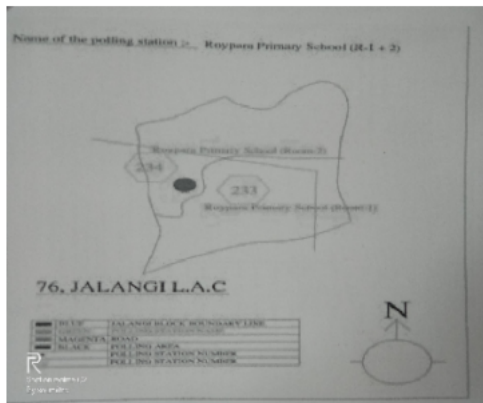 Name of the polling station :- Roypara Primary School (R-1 + 2)
Roypara Primary School (Room-2)
234
233
Roypara Primary School (Room-1)
76, JALANGI L.A.C
N
BLUE JALANGI BLOCK BOUNDARY LINE
GREEN
MAGENTA ROAD
BLACK POLLING AREA
POLLING STATION NUMBER
POLLING STATION NUMBER
R